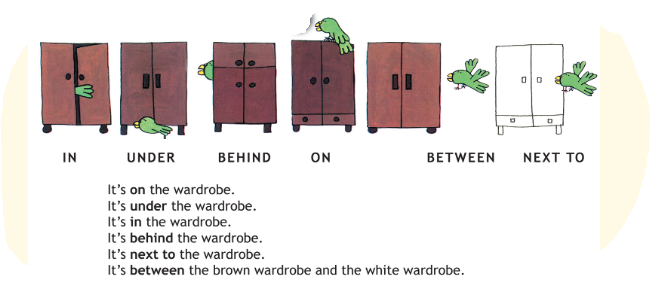 IN UNDER BEHIND ON BETWEEN NEXT TO
It's on the wardrobe.
It's under the wardrobe.
It's in the wardrobe.
It's behind the wardrobe.
It's next to the wardrobe.
It's between the brown wardrobe and the white wardrobe.